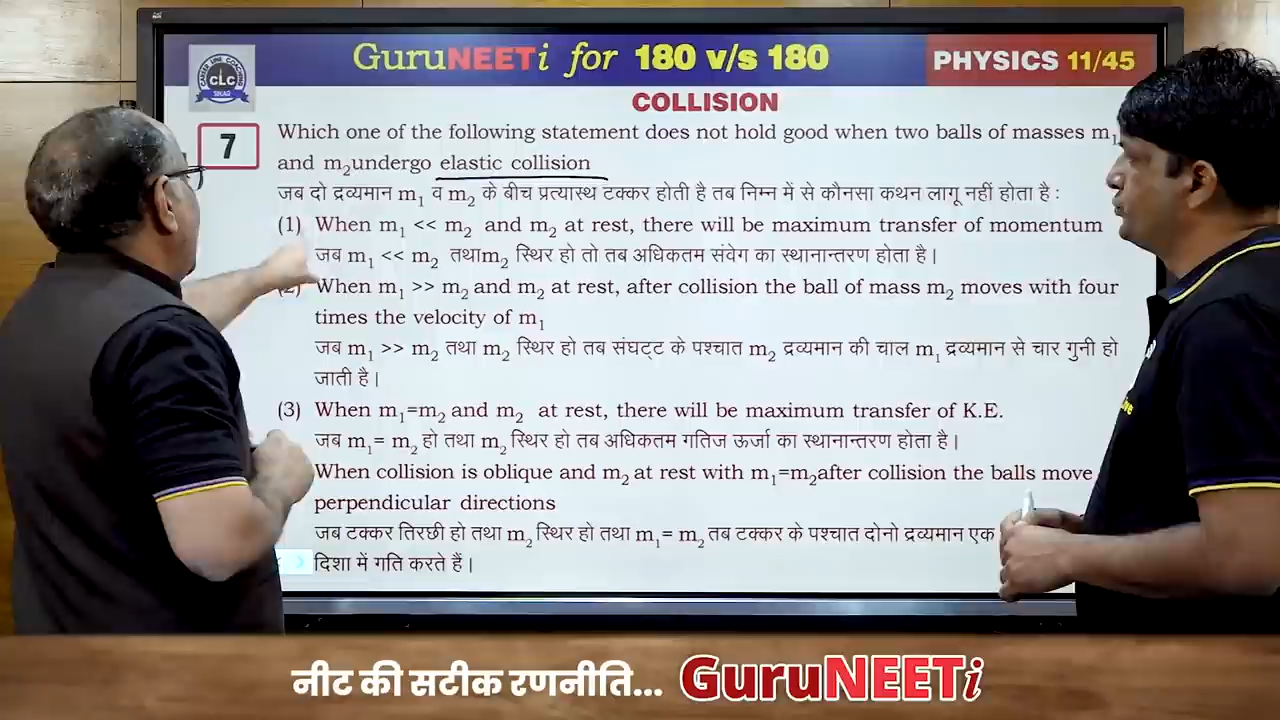 CLC
SIKAR
GuruNEETi for 180 v/s 180
PHYSICS 11/45
COLLISION
7
Which one of the following statement does not hold good when two balls of masses m1
and m2undergo elastic collision
जब दो द्रव्यमान m1 व m2 के बीच प्रत्यास्थ टक्कर होती है तब निम्न में से कौनसा कथन लागू नहीं होता है :
(1) When m1 << m2 and m2 at rest, there will be maximum transfer of momentum
जब m1 << m2 तथाm2 स्थिर हो तो तब अधिकतम संवेग का स्थानान्तरण होता है |
(2) When m1 >> m2 and m2 at rest, after collision the ball of mass m2 moves with four
times the velocity of m1
जब m1 >> m2 तथा m2 स्थिर हो तब संघट्ट के पश्चात m2 द्रव्यमान की चाल m1 द्रव्यमान से चार गुनी हो
जाती है |
(3) When m1=m2 and m2 at rest, there will be maximum transfer of K.E.
जब m1= m2 हो तथा m2 स्थिर हो तब अधिकतम गतिज ऊर्जा का स्थानान्तरण होता है |
When collision is oblique and m2 at rest with m1=m2after collision the balls move
perpendicular directions
जब टक्कर तिरछी हो तथा m2 स्थिर हो तथा m1= m2 तब टक्कर के पश्चात दोनो द्रव्यमान एक
दिशा में गति करते हैं |
नीट की सटीक रणनीति... GuruNEETi